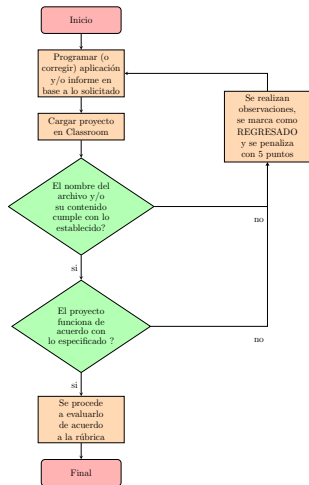 Inicio
Programar (o
corregir) aplicación
y/o informe en
base a lo solicitado
Cargar proyecto
en Classroom
Se realizan
observaciones,
se marca como
REGRESADO
y se penaliza
con 5 puntos
El nombre del
archivo y/o
su contenido
cumple con lo
establecido?
no
si
El proyecto
funciona de
acuerdo con
lo especificado ?
no
si
Se procede
a evaluarlo
de acuerdo
a la rúbrica
Final